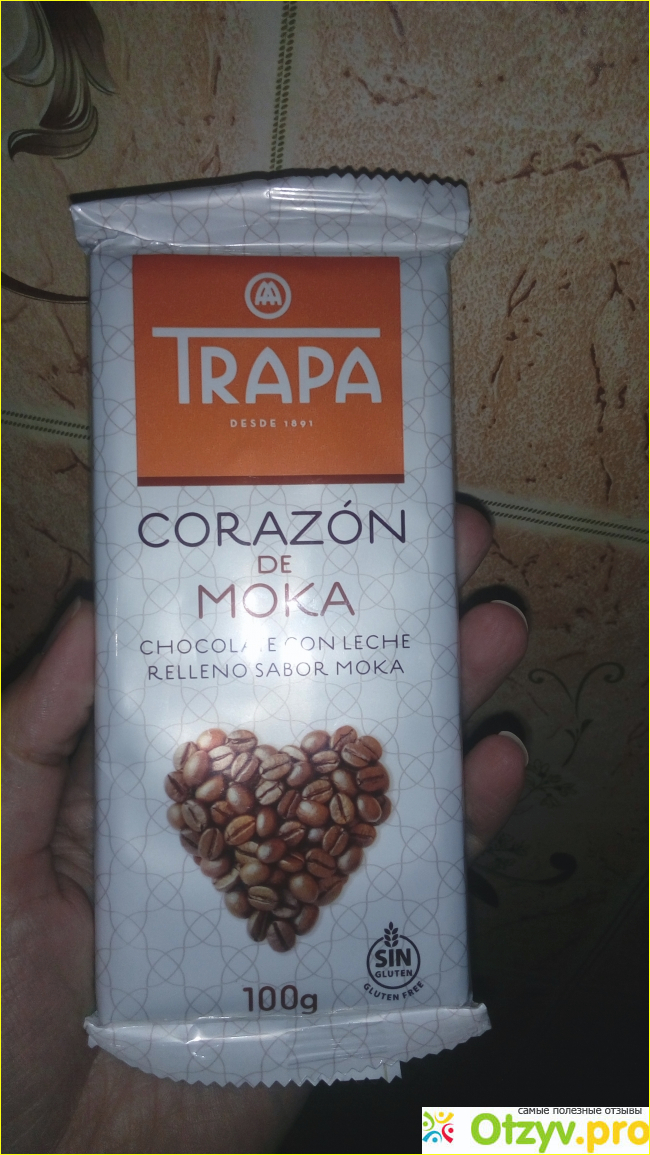 TRAPA
DESDE 1891
CORAZÓN
DE
MOKA
CHOCOLATE CON LECHE
RELLENO SABOR MOKA
SIN
GLUTEN
GLUTEN FREE
100g
самые полезные отзывы
Otzyv.pro